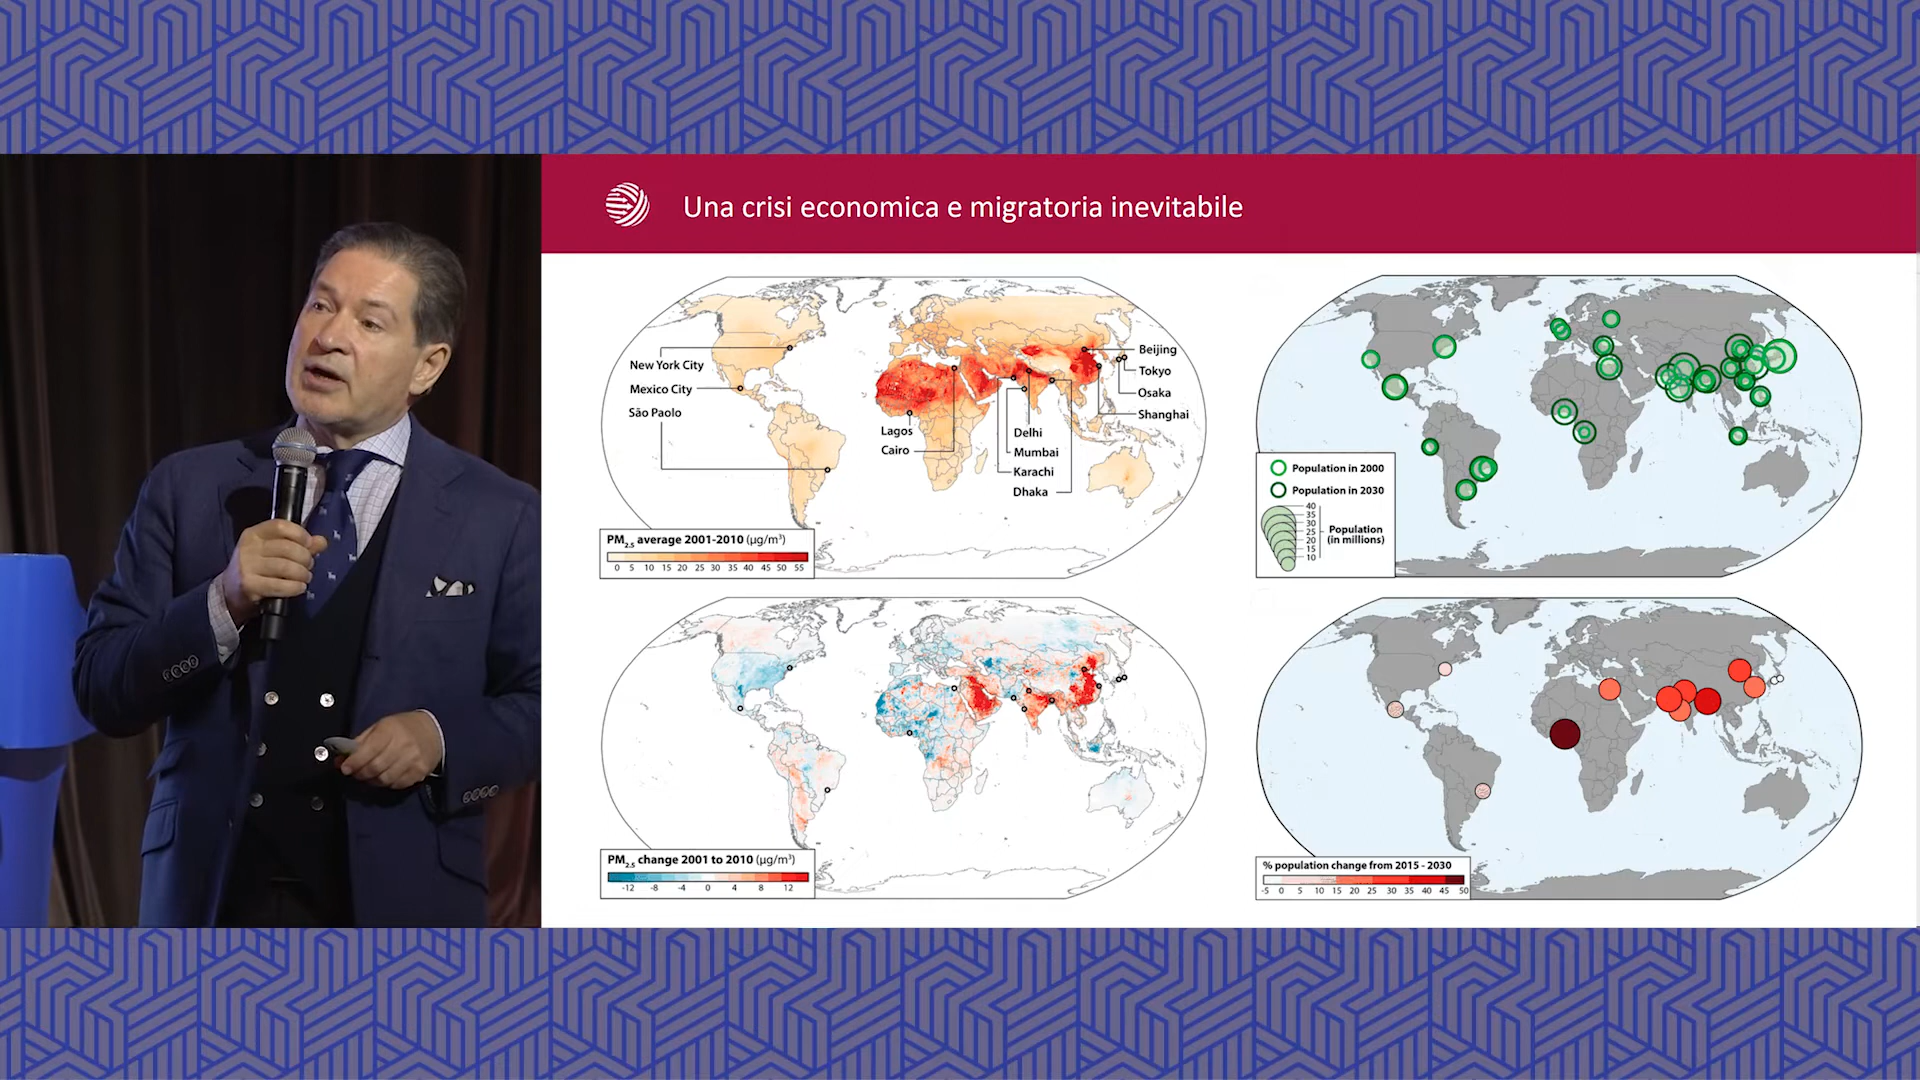 Una crisi economica e migratoria inevitabile
New York City
Mexico City
São Paolo
Lagos
Cairo
Beijing
Tokyo
Osaka
Shanghai
Delhi
Mumbai
Karachi
Dhaka
PM2.5 average 2001-2010 (µg/m³)
0 5 10 15 20 25 30 35 40 45 50 55
Population in 2000
Population in 2030
40
35
30
25
20
15
10
Population
(in millions)
PM2.5 change 2001 to 2010 (µg/m³)
-12 -8 -4 0 4 8 12
% population change from 2015 - 2030
-5 0 5 10 15 20 25 30 35 40 45 50